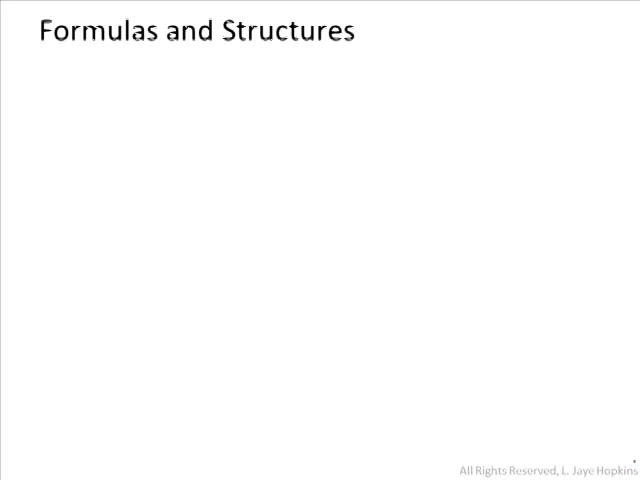 Formulas and Structures
All Rights Reserved, L. Jaye Hopkins